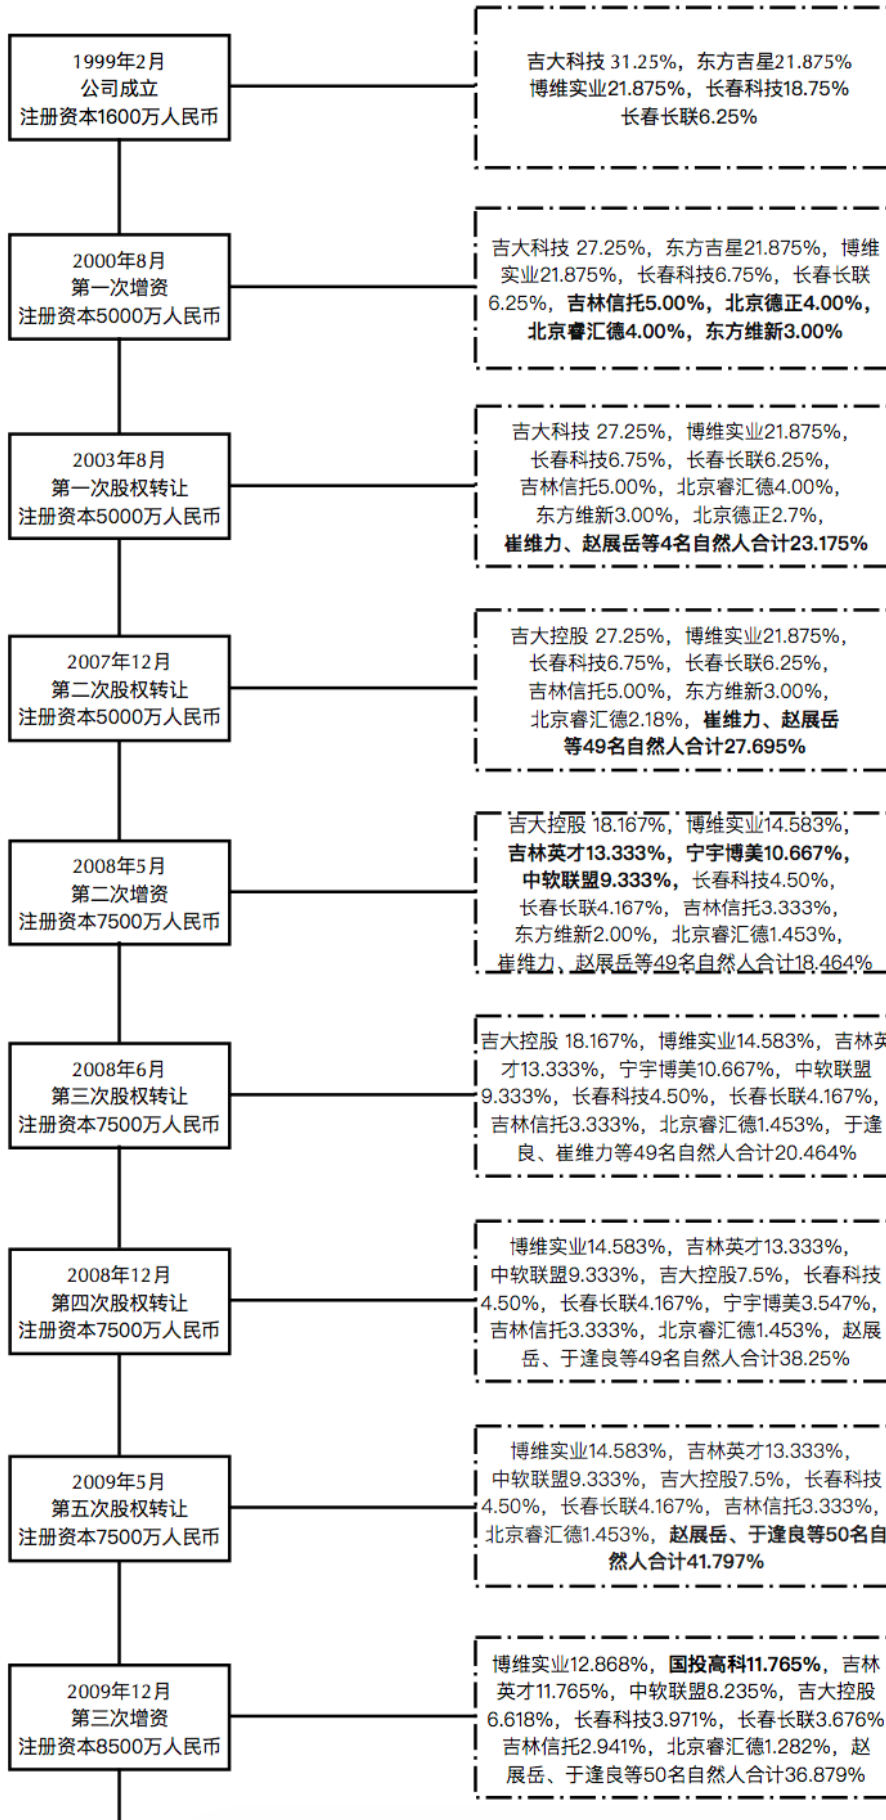 1999年2月
公司成立
注册资本1600万人民币
吉大科技 31.25%，东方吉星21.875%
博维实业21.875%，长春科技18.75%
长春长联6.25%
2000年8月
第一次增资
注册资本5000万人民币
吉大科技 27.25%，东方吉星21.875%，博维
实业21.875%，长春科技6.75%，长春长联
6.25%，吉林信托5.00%，北京德正4.00%，
北京睿汇德4.00%，东方维新3.00%
2003年8月
第一次股权转让
注册资本5000万人民币
吉大科技 27.25%，博维实业21.875%，
长春科技6.75%，长春长联6.25%，
吉林信托5.00%，北京睿汇德4.00%，
东方维新3.00%，北京德正2.7%，
崔维力、赵展岳等4名自然人合计23.175%
2007年12月
第二次股权转让
注册资本5000万人民币
吉大控股 27.25%，博维实业21.875%，
长春科技6.75%，长春长联6.25%，
吉林信托5.00%，东方维新3.00%，
北京睿汇德2.18%，崔维力、赵展岳
等49名自然人合计27.695%
2008年5月
第二次增资
注册资本7500万人民币
吉大控股 18.167%，博维实业14.583%，
吉林英才13.333%，宁宇博美10.667%，
中软联盟9.333%，长春科技4.50%，
长春长联4.167%，吉林信托3.333%，
东方维新2.00%，北京睿汇德1.453%，
崔维力、赵展岳等49名自然人合计18.464%
2008年6月
第三次股权转让
注册资本7500万人民币
吉大控股 18.167%，博维实业14.583%，吉林英
才13.333%，宁宇博美10.667%，中软联盟
9.333%，长春科技4.50%，长春长联4.167%，
吉林信托3.333%，北京睿汇德1.453%，于逢
良、崔维力等49名自然人合计20.464%
2008年12月
第四次股权转让
注册资本7500万人民币
博维实业14.583%，吉林英才13.333%，
中软联盟9.333%，吉大控股7.5%，长春科技
4.50%，长春长联4.167%，宁宇博美3.547%，
吉林信托3.333%，北京睿汇德1.453%，赵展
岳、于逢良等49名自然人合计38.25%
2009年5月
第五次股权转让
注册资本7500万人民币
博维实业14.583%，吉林英才13.333%，
中软联盟9.333%，吉大控股7.5%，长春科技
4.50%，长春长联4.167%，吉林信托3.333%，
北京睿汇德1.453%，赵展岳、于逢良等50名自
然人合计41.797%
2009年12月
第三次增资
注册资本8500万人民币
博维实业12.868%，国投高科11.765%，吉林
英才11.765%，中软联盟8.235%，吉大控股
6.618%，长春科技3.971%，长春长联3.676%
吉林信托2.941%，北京睿汇德1.282%，赵
展岳、于逢良等50名自然人合计36.879%